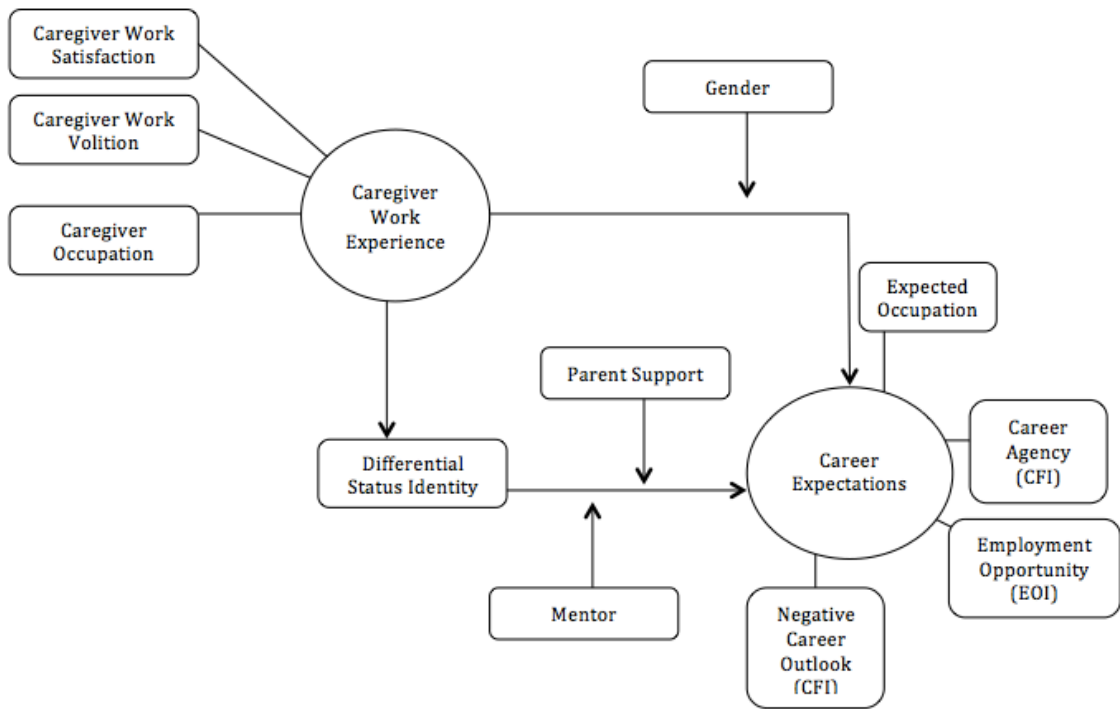 Caregiver Work
Satisfaction
Caregiver Work
Volition
Caregiver
Occupation
Caregiver
Work
Experience
Gender
Expected
Occupation
Parent Support
Differential
Status Identity
Career
Expectations
Career
Agency
(CFI)
Employment
Opportunity
(EOI)
Mentor
Negative
Career
Outlook
(CFI)